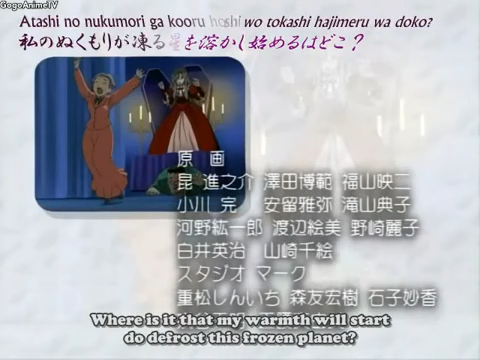 GogoAnimeTV
Atashi no nukumori ga kooru hoshi wo tokashi hajimeru wa doko?
私のぬくもりが凍る星を溶かし始めるはどこ?
原 画
昆 進之介 澤田博範 福山映二
小川 完 安留雅弥 滝山典子
河野紘一郎 渡辺絵美 野崎麗子
白井英治 山崎千絵
スタジオ マーク
重松しんいち 森友宏樹 石子妙香
Where is it that my warmth will start
do defrost this frozen planet?